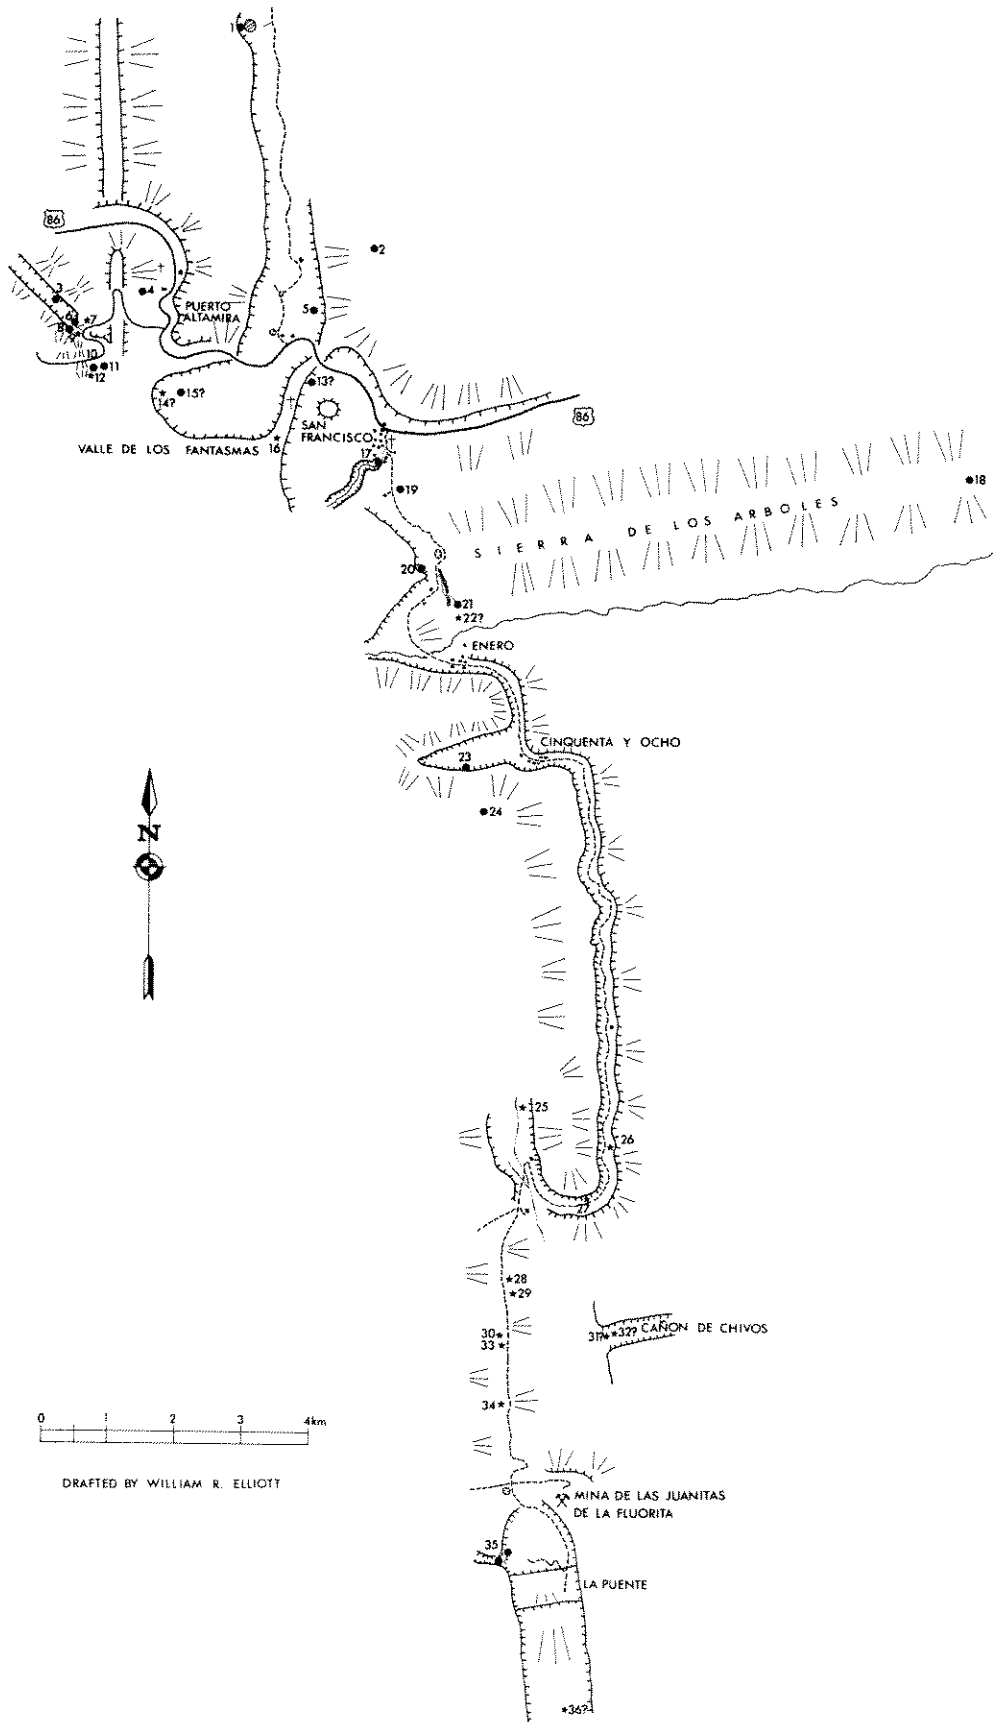 1
86
2
3
4
5
PUERTO
ALTAMIRA
6
7
8
10
11
12
13?
14?
15?
86
SAN
FRANCISCO
VALLE DE LOS FANTASMAS
16
17
18
19
SIERRA DE LOS ARBOLES
20
21
22?
ENERO
CINQUENTA Y OCHO
23
24
N
25
26
27
28
29
30
31?
32?
CAÑON DE CHIVOS
33
34
0 1 2 3 4km
DRAFTED BY WILLIAM R. ELLIOTT
MINA DE LAS JUANITAS
DE LA FLUORITA
35
LA PUENTE
36?